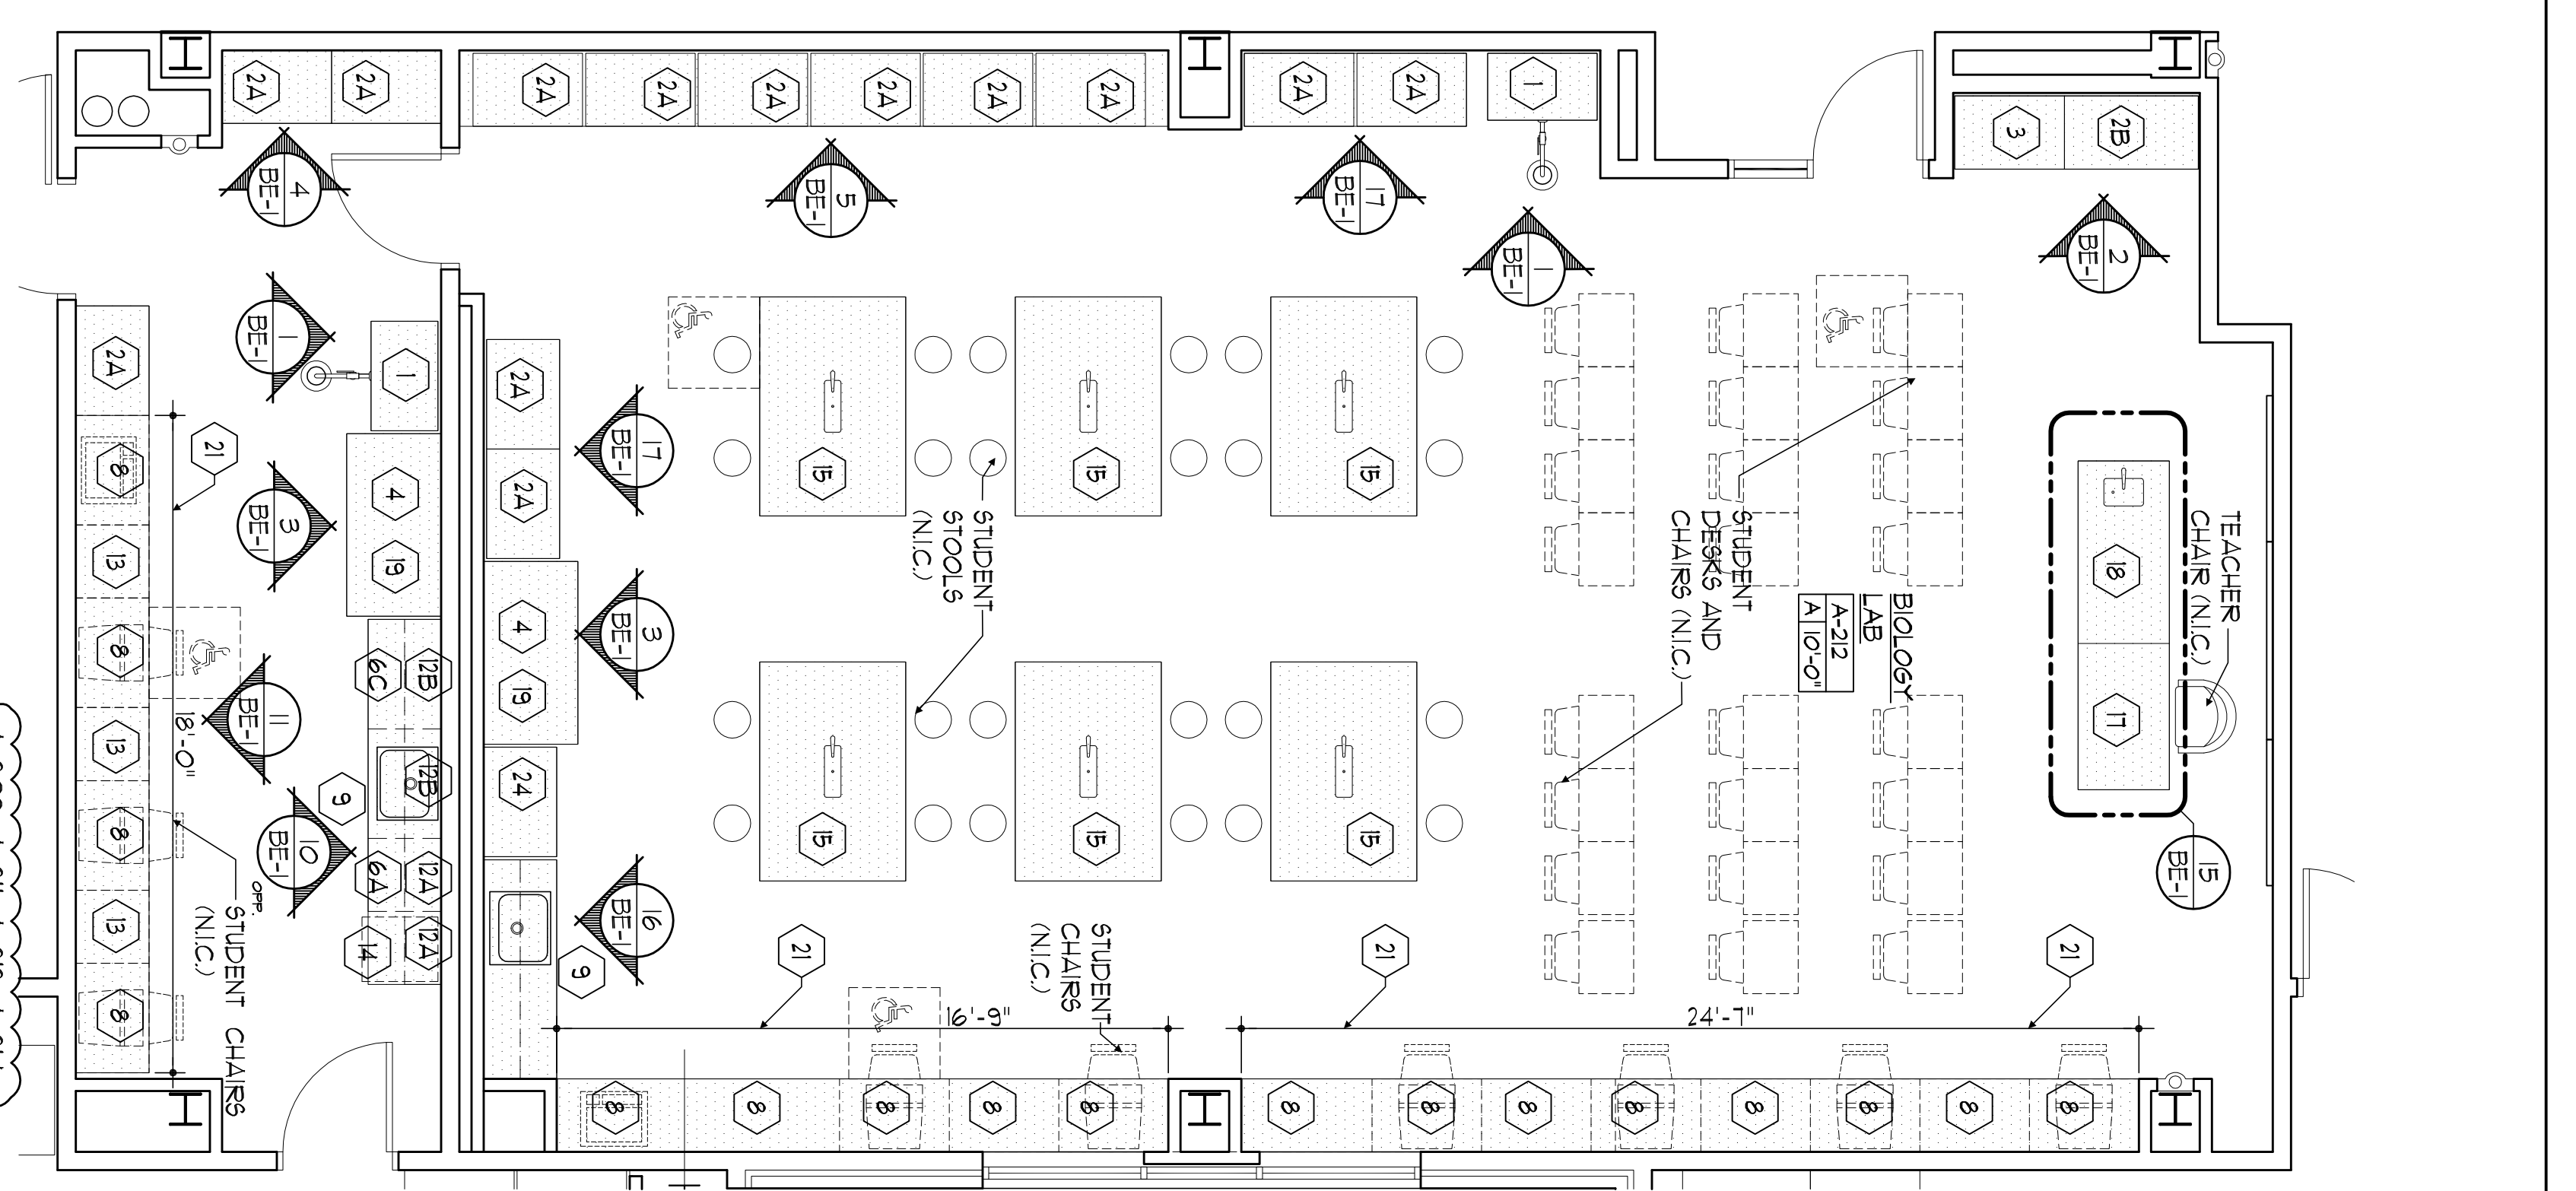 2A
2A
2A
2A
2A
2A
2A
2A
2A
2A
1
3
2B
4
BE-1
5
BE-1
17
BE-1
1
BE-1
2
BE-1
1
BE-1
1
2A
2A
2A
17
BE-1
21
8
4
19
3
BE-1
13
8
4
19
3
BE-1
6C
12B
11
BE-1
18'-0"
13
12B
9
24
8
10
BE-1
OPP.
6A
12A
14
12A
13
8
16
BE-1
9
STUDENT CHAIRS
(N.I.C.)
15
15
15
15
15
15
STUDENT
STOOLS
(N.I.C.)
STUDENT
DESKS AND
CHAIRS (N.I.C.)
BIOLOGY
LAB
A-212
A 10'-0"
TEACHER
CHAIR (N.I.C.)
18
17
15
BE-1
21
STUDENT
CHAIRS
(N.I.C.)
21
21
16'-9"
24'-7"
8
8
8
8
8
8
8
8
8
8
8
8
8